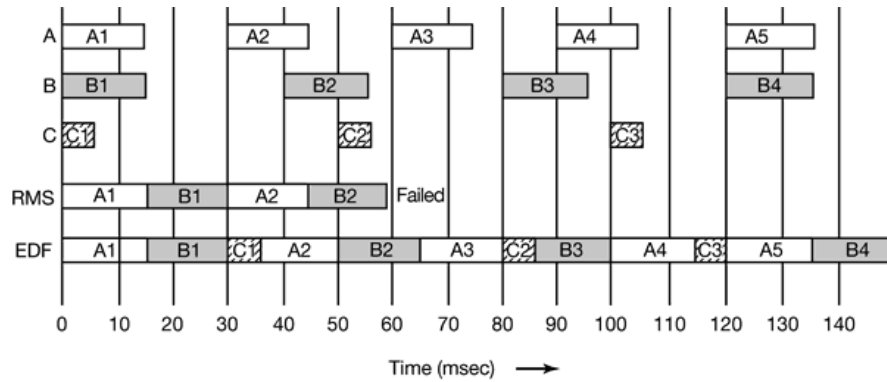 A A1 A2 A3 A4 A5
B B1 B2 B3 B4
C C1 C2 C3
RMS A1 B1 A2 B2 Failed
EDF A1 B1 C1 A2 B2 A3 C2 B3 A4 C3 A5 B4
0 10 20 30 40 50 60 70 80 90 100 110 120 130 140
Time (msec)